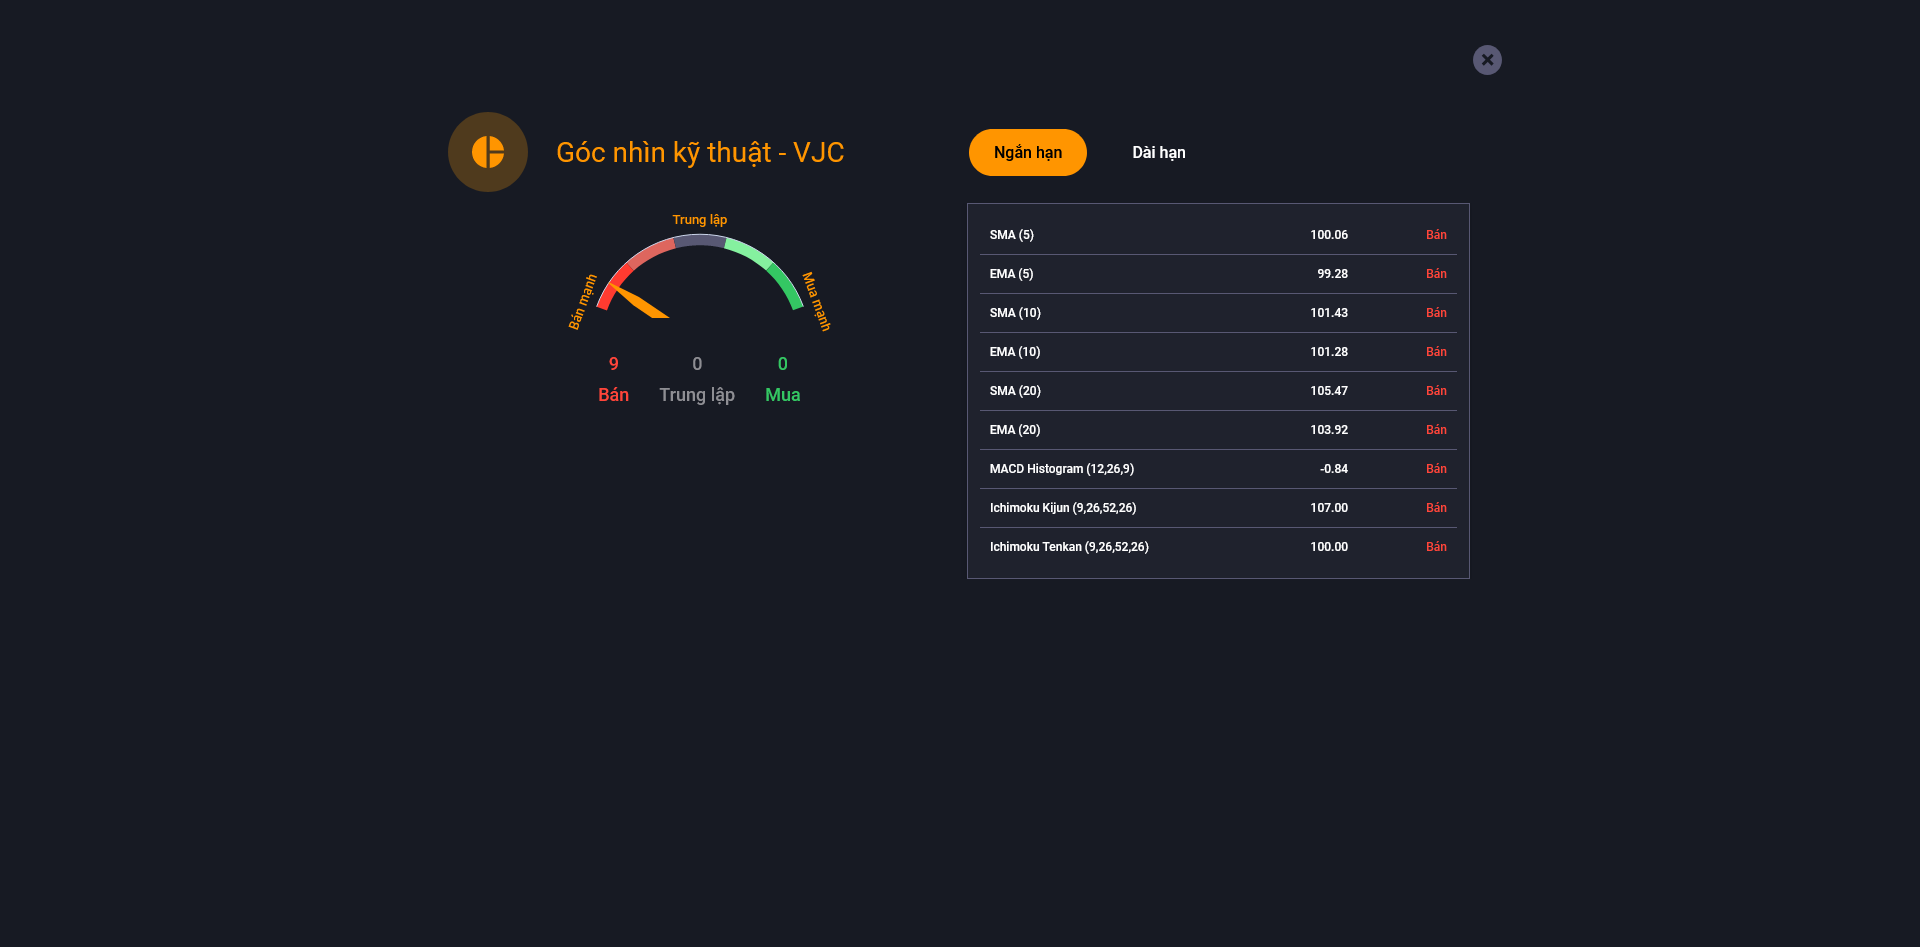 Góc nhìn kỹ thuật - VJC
Trung lập
Bán mạnh
Mua mạnh
9 0 0
Bán Trung lập Mua
Ngắn hạn Dài hạn
SMA (5) 100.06 Bán
EMA (5) 99.28 Bán
SMA (10) 101.43 Bán
EMA (10) 101.28 Bán
SMA (20) 105.47 Bán
EMA (20) 103.92 Bán
MACD Histogram (12,26,9) -0.84 Bán
Ichimoku Kijun (9,26,52,26) 107.00 Bán
Ichimoku Tenkan (9,26,52,26) 100.00 Bán